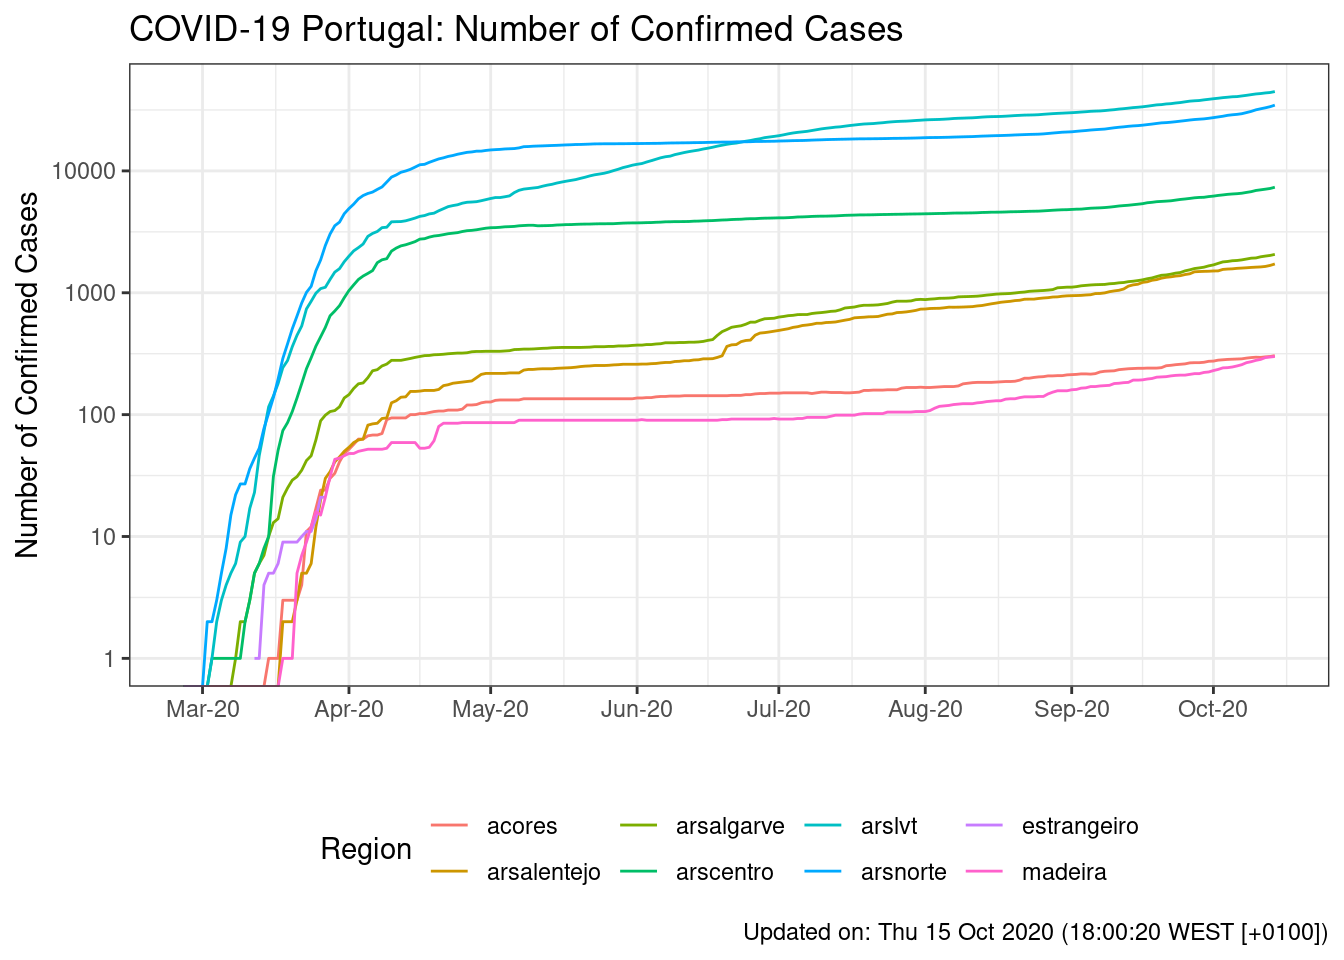 COVID-19 Portugal: Number of Confirmed Cases
Number of Confirmed Cases
10000
1000
100
10
1
Mar-20 Apr-20 May-20 Jun-20 Jul-20 Aug-20 Sep-20 Oct-20
Region
acores arsalgarve arslvt estrangeiro
arsalentejo arscentro arsnorte madeira
Updated on: Thu 15 Oct 2020 (18:00:20 WEST [+0100])